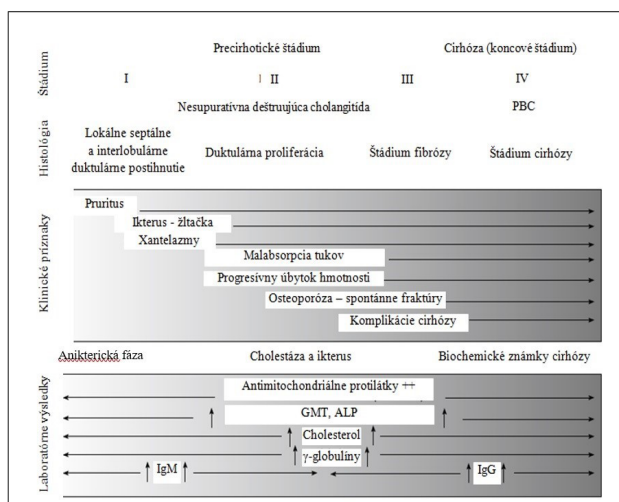 Štádium
Precirhotické štádium
Cirhóza (koncové štádium)
I
II
III
IV
Nesupuratívna deštruujúca cholangitída
PBC
Histológia
Lokálne septálne
a interlobulárne
duktulárne postihnutie
Duktulárna proliferácia
Štádium fibrózy
Štádium cirhózy
Klinické príznaky
Pruritus
Ikterus - žltačka
Xantelazmy
Malabsorpcia tukov
Progresívny úbytok hmotnosti
Osteoporóza – spontánne fraktúry
Komplikácie cirhózy
Anikterická fáza
Cholestáza a ikterus
Biochemické známky cirhózy
Laboratórne výsledky
Antimitochondriálne protilátky ++
GMT, ALP
Cholesterol
γ-globulíny
IgM
IgG